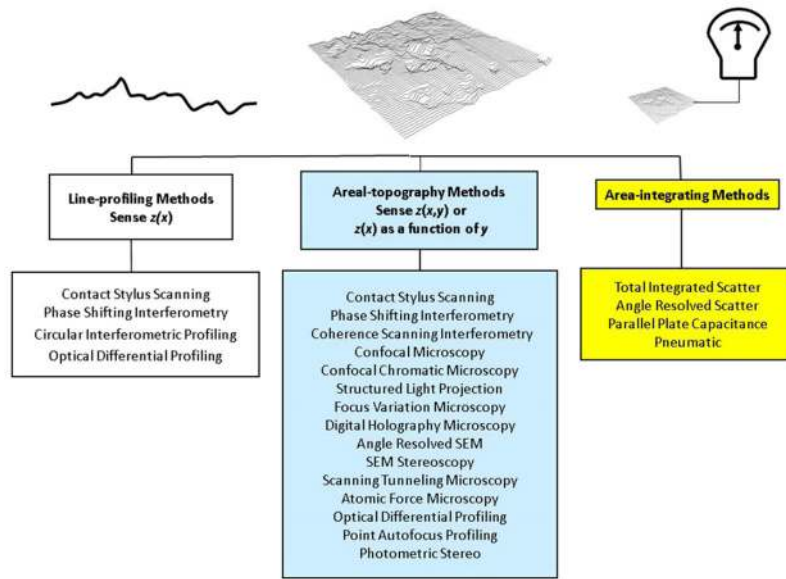 Line-profiling Methods
Sense z(x)
Areal-topography Methods
Sense z(x,y) or
z(x) as a function of y
Area-integrating Methods
Contact Stylus Scanning
Phase Shifting Interferometry
Circular Interferometric Profiling
Optical Differential Profiling
Contact Stylus Scanning
Phase Shifting Interferometry
Coherence Scanning Interferometry
Confocal Microscopy
Confocal Chromatic Microscopy
Structured Light Projection
Focus Variation Microscopy
Digital Holography Microscopy
Angle Resolved SEM
SEM Stereoscopy
Scanning Tunneling Microscopy
Atomic Force Microscopy
Optical Differential Profiling
Point Autofocus Profiling
Photometric Stereo
Total Integrated Scatter
Angle Resolved Scatter
Parallel Plate Capacitance
Pneumatic